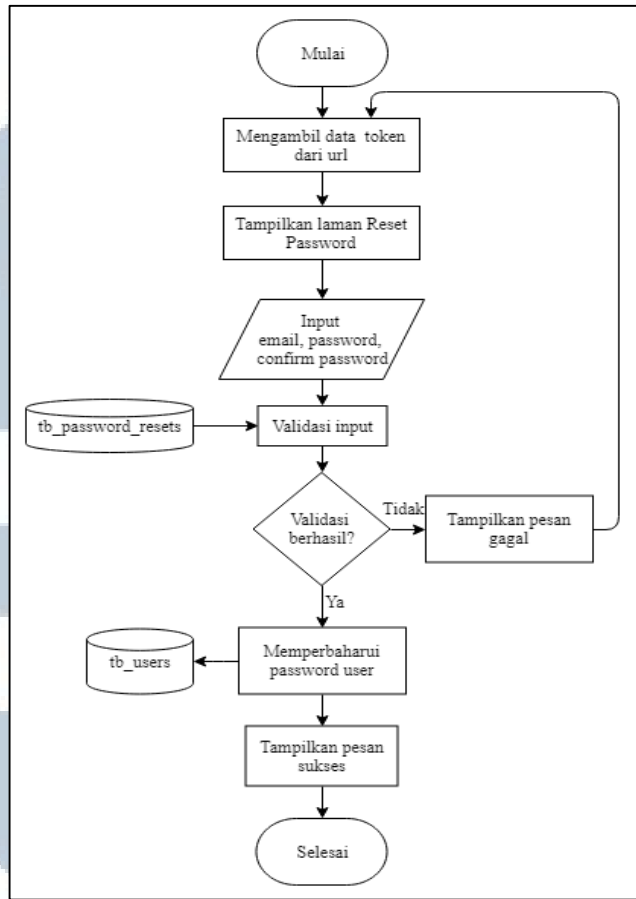 Mulai
Mengambil data token
dari url
Tampilkan laman Reset
Password
Input
email, password,
confirm password
tb_password_resets
Validasi input
Validasi
berhasil?
Tidak
Tampilkan pesan
gagal
Ya
tb_users
Memperbaharui
password user
Tampilkan pesan
sukses
Selesai